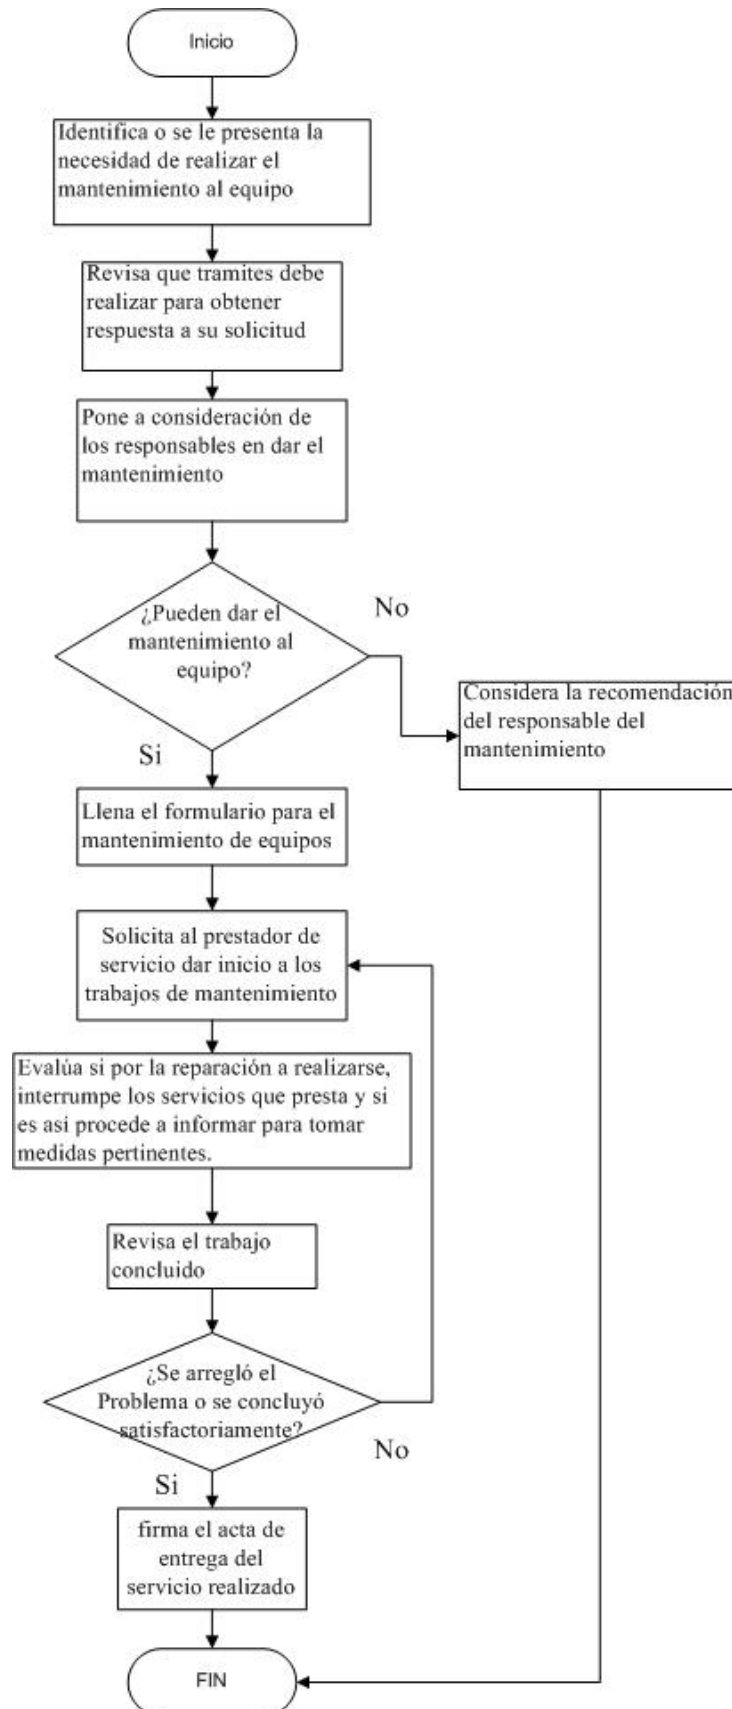 Inicio
Identifica o se le presenta la
necesidad de realizar el
mantenimiento al equipo
Revisa que tramites debe
realizar para obtener
respuesta a su solicitud
Pone a consideración de
los responsables en dar el
mantenimiento
¿Pueden dar el
mantenimiento al
equipo?
No
Considera la recomendación
del responsable del
mantenimiento
Si
Llena el formulario para el
mantenimiento de equipos
Solicita al prestador de
servicio dar inicio a los
trabajos de mantenimiento
Evalúa si por la reparación a realizarse,
interrumpe los servicios que presta y si
es así procede a informar para tomar
medidas pertinentes.
Revisa el trabajo
concluido
¿Se arregló el
Problema o se concluyó
satisfactoriamente?
No
Si
firma el acta de
entrega del
servicio realizado
FIN